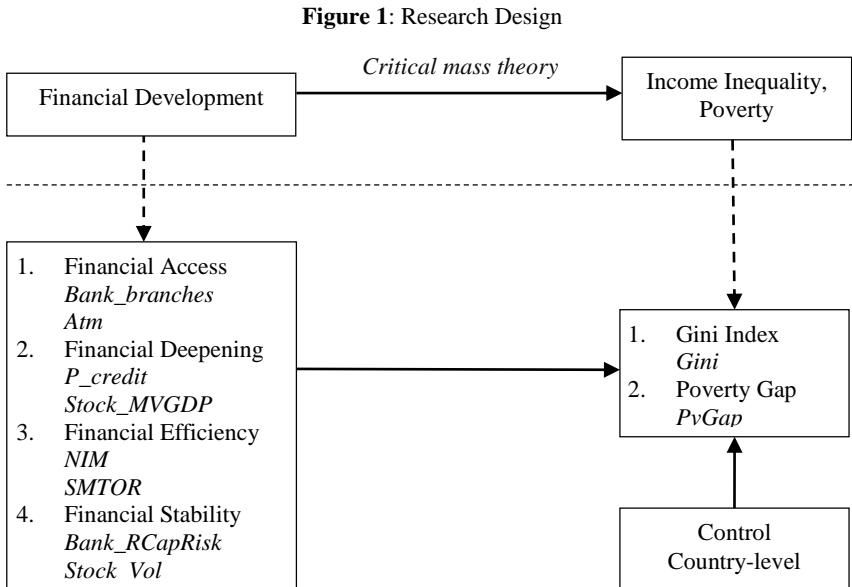 Figure 1: Research Design
Critical mass theory
Financial Development
Income Inequality,
Poverty
1. Financial Access
Bank_branches
Atm
2. Financial Deepening
P_credit
Stock_MVGDP
3. Financial Efficiency
NIM
SMTOR
4. Financial Stability
Bank_RCapRisk
Stock_Vol
1. Gini Index
Gini
2. Poverty Gap
PvGap
Control
Country-level